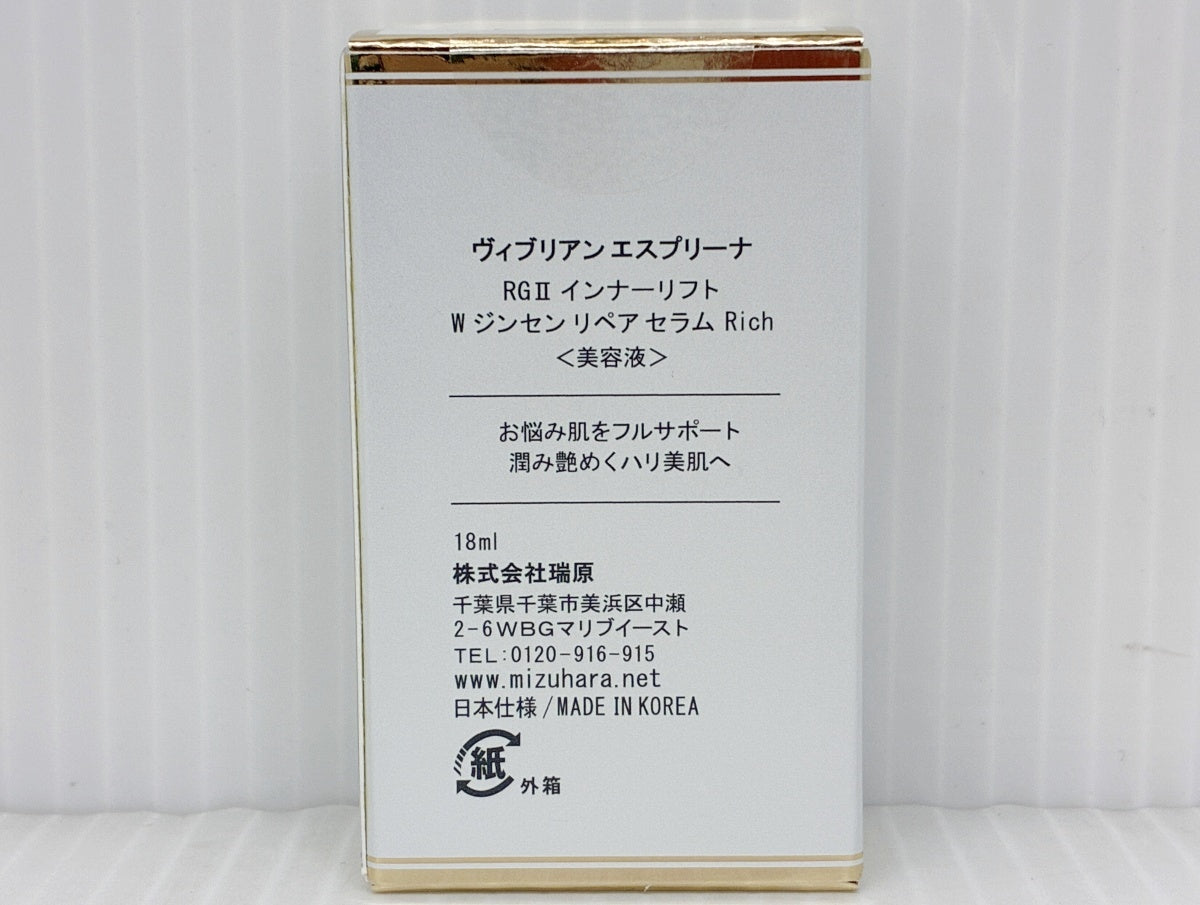 ヴィブリアン エスプリーナ
RGⅡ インナーリフト
W ジンセン リペア セラム Rich
＜美容液＞
お悩み肌をフルサポート
潤み艶めくハリ美肌へ
18ml
株式会社瑞原
千葉県千葉市美浜区中瀬
2-6WBGマリブイースト
TEL:0120-916-915
www.mizuhara.net
日本仕様/MADE IN KOREA
紙 外箱